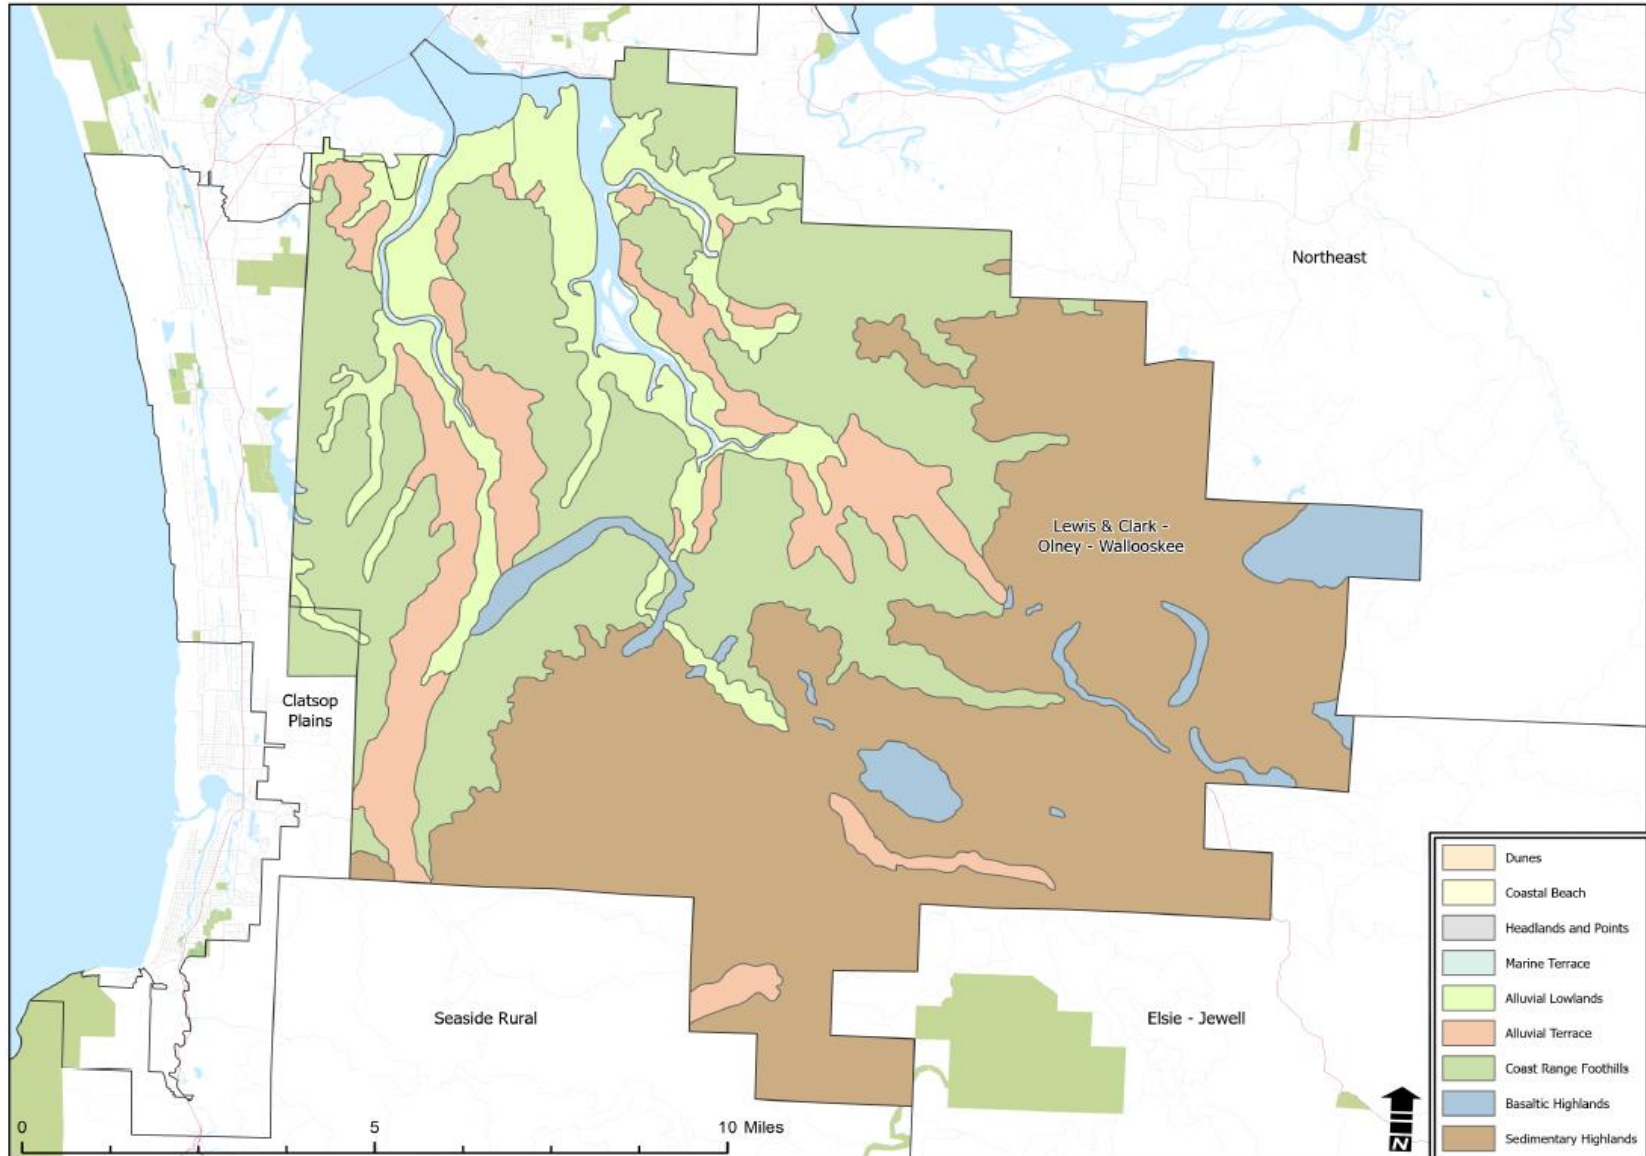 Northeast
Lewis & Clark -
Olney - Wallooskee
Clatsop
Plains
Seaside Rural
Elsie - Jewell
0
5
10 Miles
Dunes
Coastal Beach
Headlands and Points
Marine Terrace
Alluvial Lowlands
Alluvial Terrace
Coast Range Foothills
Basaltic Highlands
Sedimentary Highlands
N